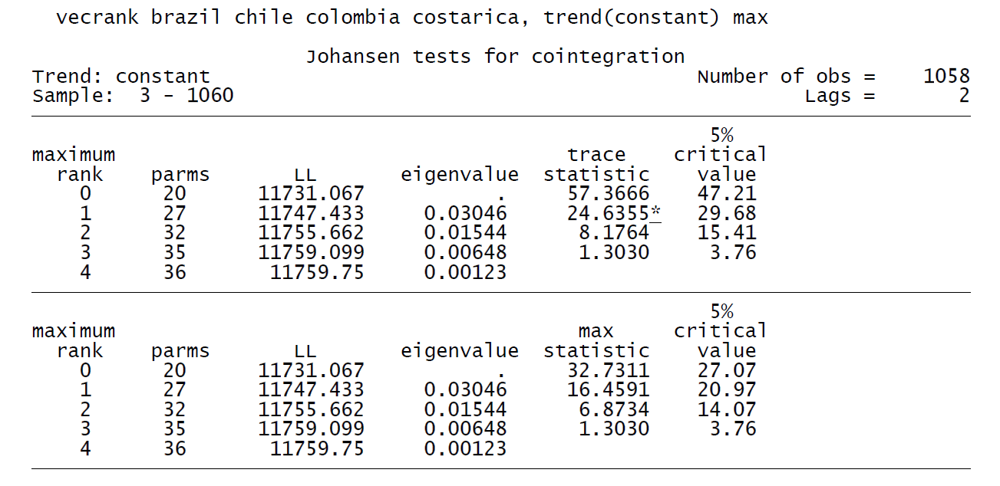 vecrank brazil chile colombia costarica, trend(constant) max
Johansen tests for cointegration
Trend: constant Number of obs = 1058
Sample: 3 - 1060 Lags = 2
5%
maximum trace critical
rank parms LL eigenvalue statistic value
0 20 11731.067 . 57.3666 47.21
1 27 11747.433 0.03046 24.6355* 29.68
2 32 11755.662 0.01544 8.1764 15.41
3 35 11759.099 0.00648 1.3030 3.76
4 36 11759.75 0.00123
5%
maximum max critical
rank parms LL eigenvalue statistic value
0 20 11731.067 . 32.7311 27.07
1 27 11747.433 0.03046 16.4591 20.97
2 32 11755.662 0.01544 6.8734 14.07
3 35 11759.099 0.00648 1.3030 3.76
4 36 11759.75 0.00123